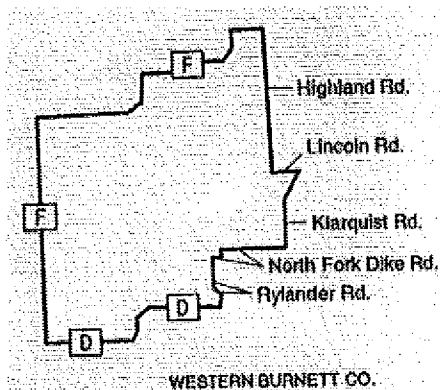 F
Highland Rd.
Lincoln Rd.
F
Klarquist Rd.
North Fork Dike Rd.
Rylander Rd.
D
D
WESTERN BURNETT CO.